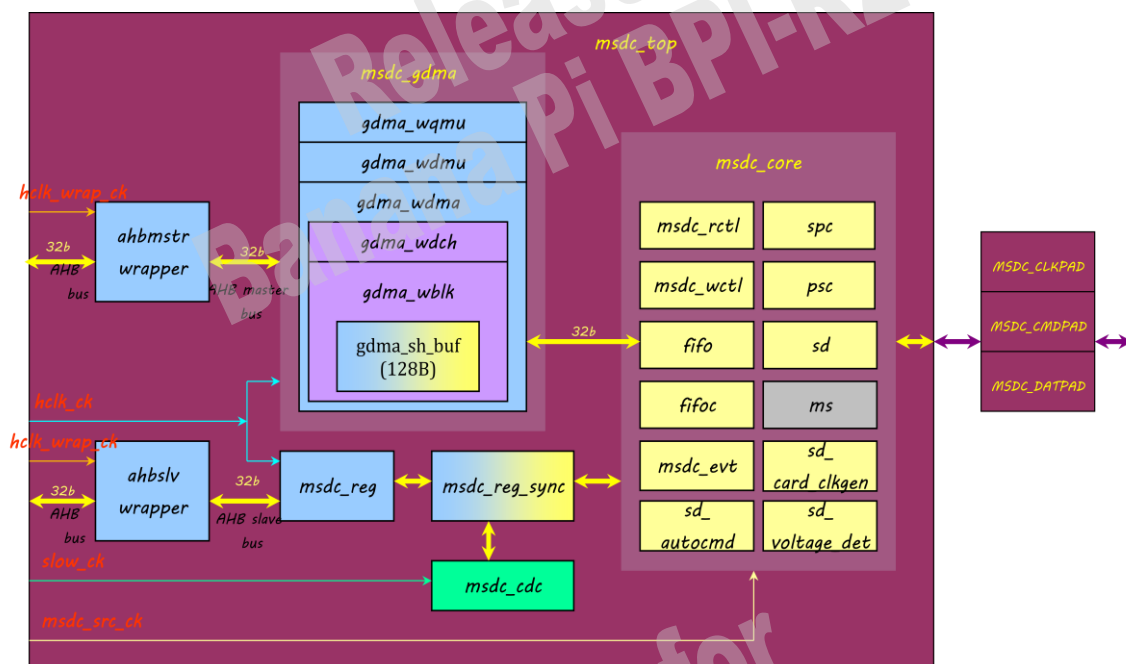 Release
Banana Pi BPI-R2
for
msdc_top
msdc_gdma
gdma_wqmu
gdma_wdmu
gdma_wdma
gdma_wdch
gdma_wblk
gdma_sh_buf
(128B)
hclk_wrap_ck
32b
AHB
bus
ahbmstr
wrapper
32b
AHB master
bus
hclk_ck
hclk_wrap_ck
32b
AHB
bus
ahbslv
wrapper
32b
AHB slave
bus
msdc_reg
msdc_reg_sync
slow_ck
msdc_cdc
msdc_src_ck
32b
msdc_core
msdc_rctl
spc
msdc_wctl
psc
fifo
sd
fifoc
ms
msdc_evt
sd_
card_clkgen
sd_
autocmd
sd_
voltage_det
MSDC_CLKPAD
MSDC_CMDPAD
MSDC_DATPAD